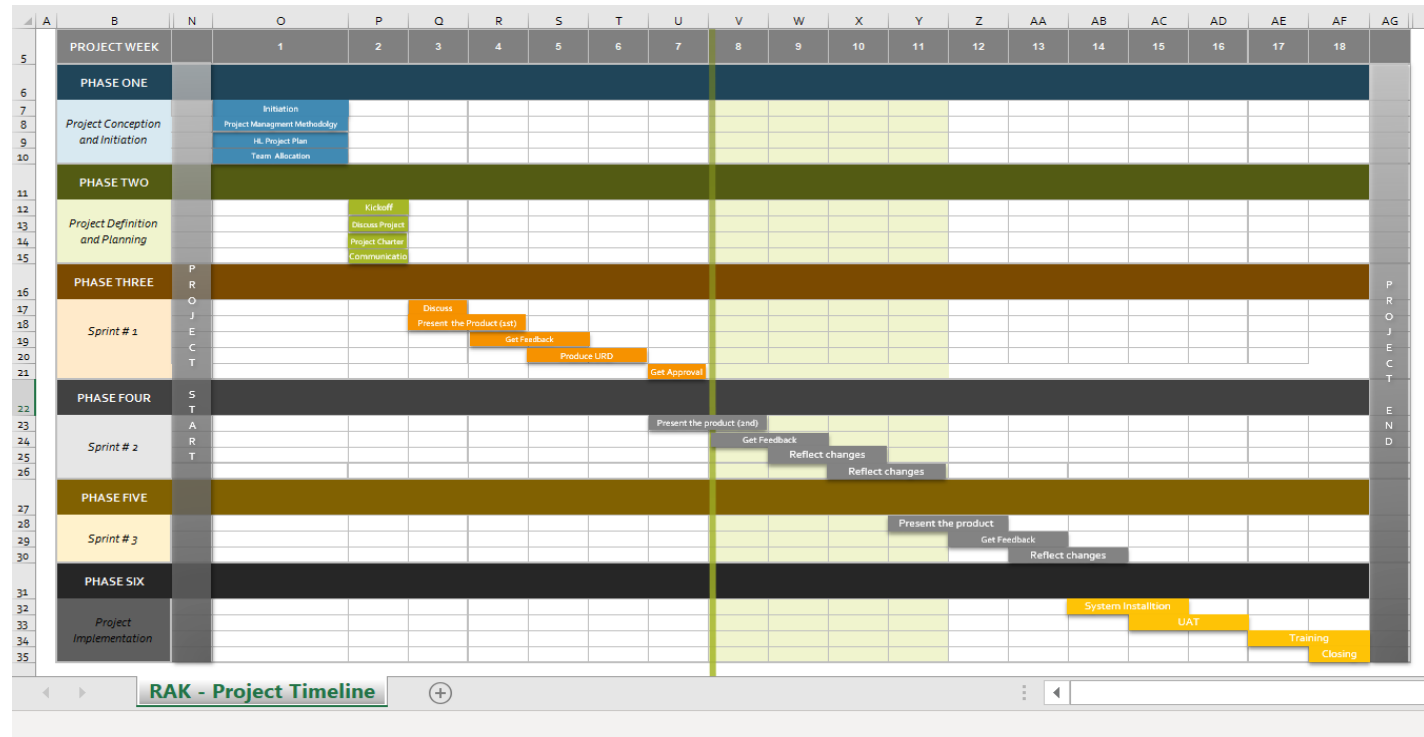 A B N O P Q R S T U V W X Y Z AA AB AC AD AE AF AG
5 PROJECT WEEK 1 2 3 4 5 6 7 8 9 10 11 12 13 14 15 16 17 18
6 PHASE ONE
7 Initiation
8 Project Conception Project Managment Methodolgy
9 and Initiation HL Project Plan
10 Team Allocation
11 PHASE TWO
12 Kickoff
13 Project Definition Discuss Project
14 and Planning Project Charter
15 Communicatio
16 PHASE THREE
17 Discuss
18 Sprint # 1 Present the Product (1st)
19 Get Feedback
20 Produce URD
21 Get Approval
22 PHASE FOUR
23 Present the product (2nd)
24 Sprint # 2 Get Feedback
25 Reflect changes
26 Reflect changes
27 PHASE FIVE
28 Present the product
29 Sprint # 3 Get Feedback
30 Reflect changes
31 PHASE SIX
32 System Installtion
33 Project UAT
34 Implementation Training
35 Closing
PROJECT START
PROJECT END
RAK - Project Timeline